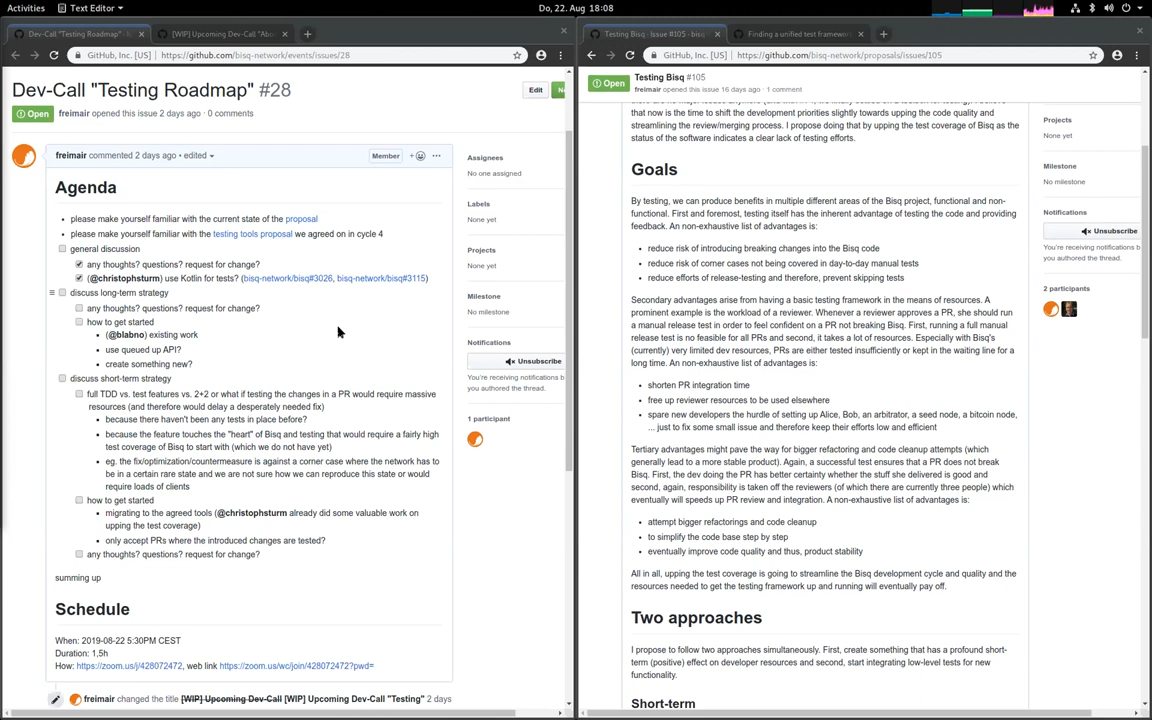 Activities
Text Editor
Do, 22. Aug 18:08
Dev-Call "Testing Roadmap" -
[WIP] Upcoming Dev-Call "Abo
GitHub, Inc. [US]
https://github.com/bisq-network/events/issues/28
Dev-Call "Testing Roadmap" #28
Edit
Open
freimair opened this issue 2 days ago · 0 comments
freimair commented 2 days ago • edited
Member
Agenda
please make yourself familiar with the current state of the proposal
please make yourself familiar with the testing tools proposal we agreed on in cycle 4
general discussion
any thoughts? questions? request for change?
(@christophsturm) use Kotlin for tests? (bisq-network/bisq#3026, bisq-network/bisq#3115)
discuss long-term strategy
any thoughts? questions? request for change?
how to get started
(@blabno) existing work
use queued up API?
create something new?
discuss short-term strategy
full TDD vs. test features vs. 2+2 or what if testing the changes in a PR would require massive
resources (and therefore would delay a desperately needed fix)
because there haven't been any tests in place before?
because the feature touches the "heart" of Bisq and testing that would require a fairly high
test coverage of Bisq to start with (which we do not have yet)
eg. the fix/optimization/countermeasure is against a corner case where the network has to
be in a certain rare state and we are not sure how we can reproduce this state or would
require loads of clients
how to get started
migrating to the agreed tools (@christophsturm already did some valuable work on
upping the test coverage)
only accept PRs where the introduced changes are tested?
any thoughts? questions? request for change?
summing up
Schedule
When: 2019-08-22 5:30PM CEST
Duration: 1,5h
How: https://zoom.us/j/428072472, web link https://zoom.us/wc/join/428072472?pwd=
freimair changed the title [WIP] Upcoming Dev-Call [WIP] Upcoming Dev-Call "Testing" 2 days
Assignees
No one assigned
Labels
None yet
Projects
None yet
Milestone
No milestone
Notifications
Unsubscribe
You're receiving notifications b
you authored the thread.
1 participant
Testing Bisq · Issue #105 · bisq-
Finding a unified test framework
GitHub, Inc. [US]
https://github.com/bisq-network/proposals/issues/105
Open
Testing Bisq #105
freimair opened this issue 16 days ago · 1 comment
that now is the time to shift the development priorities slightly towards upping the code quality and
streamlining the review/merging process. I propose doing that by upping the test coverage of Bisq as the
status of the software indicates a clear lack of testing efforts.
Goals
By testing, we can produce benefits in multiple different areas of the Bisq project, functional and non-
functional. First and foremost, testing itself has the inherent advantage of testing the code and providing
feedback. An non-exhaustive list of advantages is:
reduce risk of introducing breaking changes into the Bisq code
reduce risk of corner cases not being covered in day-to-day manual tests
reduce efforts of release-testing and therefore, prevent skipping tests
Secondary advantages arise from having a basic testing framework in the means of resources. A
prominent example is the workload of a reviewer. Whenever a reviewer approves a PR, she should run
a manual release test in order to feel confident on a PR not breaking Bisq. First, running a full manual
release test is no feasible for all PRs and second, it takes a lot of resources. Especially with Bisq's
(currently) very limited dev resources, PRs are either tested insufficiently or kept in the waiting line for a
long time. An non-exhaustive list of advantages is:
shorten PR integration time
free up reviewer resources to be used elsewhere
spare new developers the hurdle of setting up Alice, Bob, an arbitrator, a seed node, a bitcoin node,
... just to fix some small issue and therefore keep their efforts low and efficient
Tertiary advantages might pave the way for bigger refactoring and code cleanup attempts (which
generally lead to a more stable product). Again, a successful test ensures that a PR does not break
Bisq. First, the dev doing the PR has better certainty whether the stuff she delivered is good and
second, again, responsibility is taken off the reviewers (of which there are currently three people) which
eventually will speeds up PR review and integration. A non-exhaustive list of advantages is:
attempt bigger refactorings and code cleanup
to simplify the code base step by step
eventually improve code quality and thus, product stability
All in all, upping the test coverage is going to streamline the Bisq development cycle and quality and the
resources needed to get the testing framework up and running will eventually pay off.
Two approaches
I propose to follow two approaches simultaneously. First, create something that has a profound short-
term (positive) effect on developer resources and second, start integrating low-level tests for new
functionality.
Short-term
Projects
None yet
Milestone
No milestone
Notifications
Unsubscribe
You're receiving notifications b
you authored the thread.
2 participants